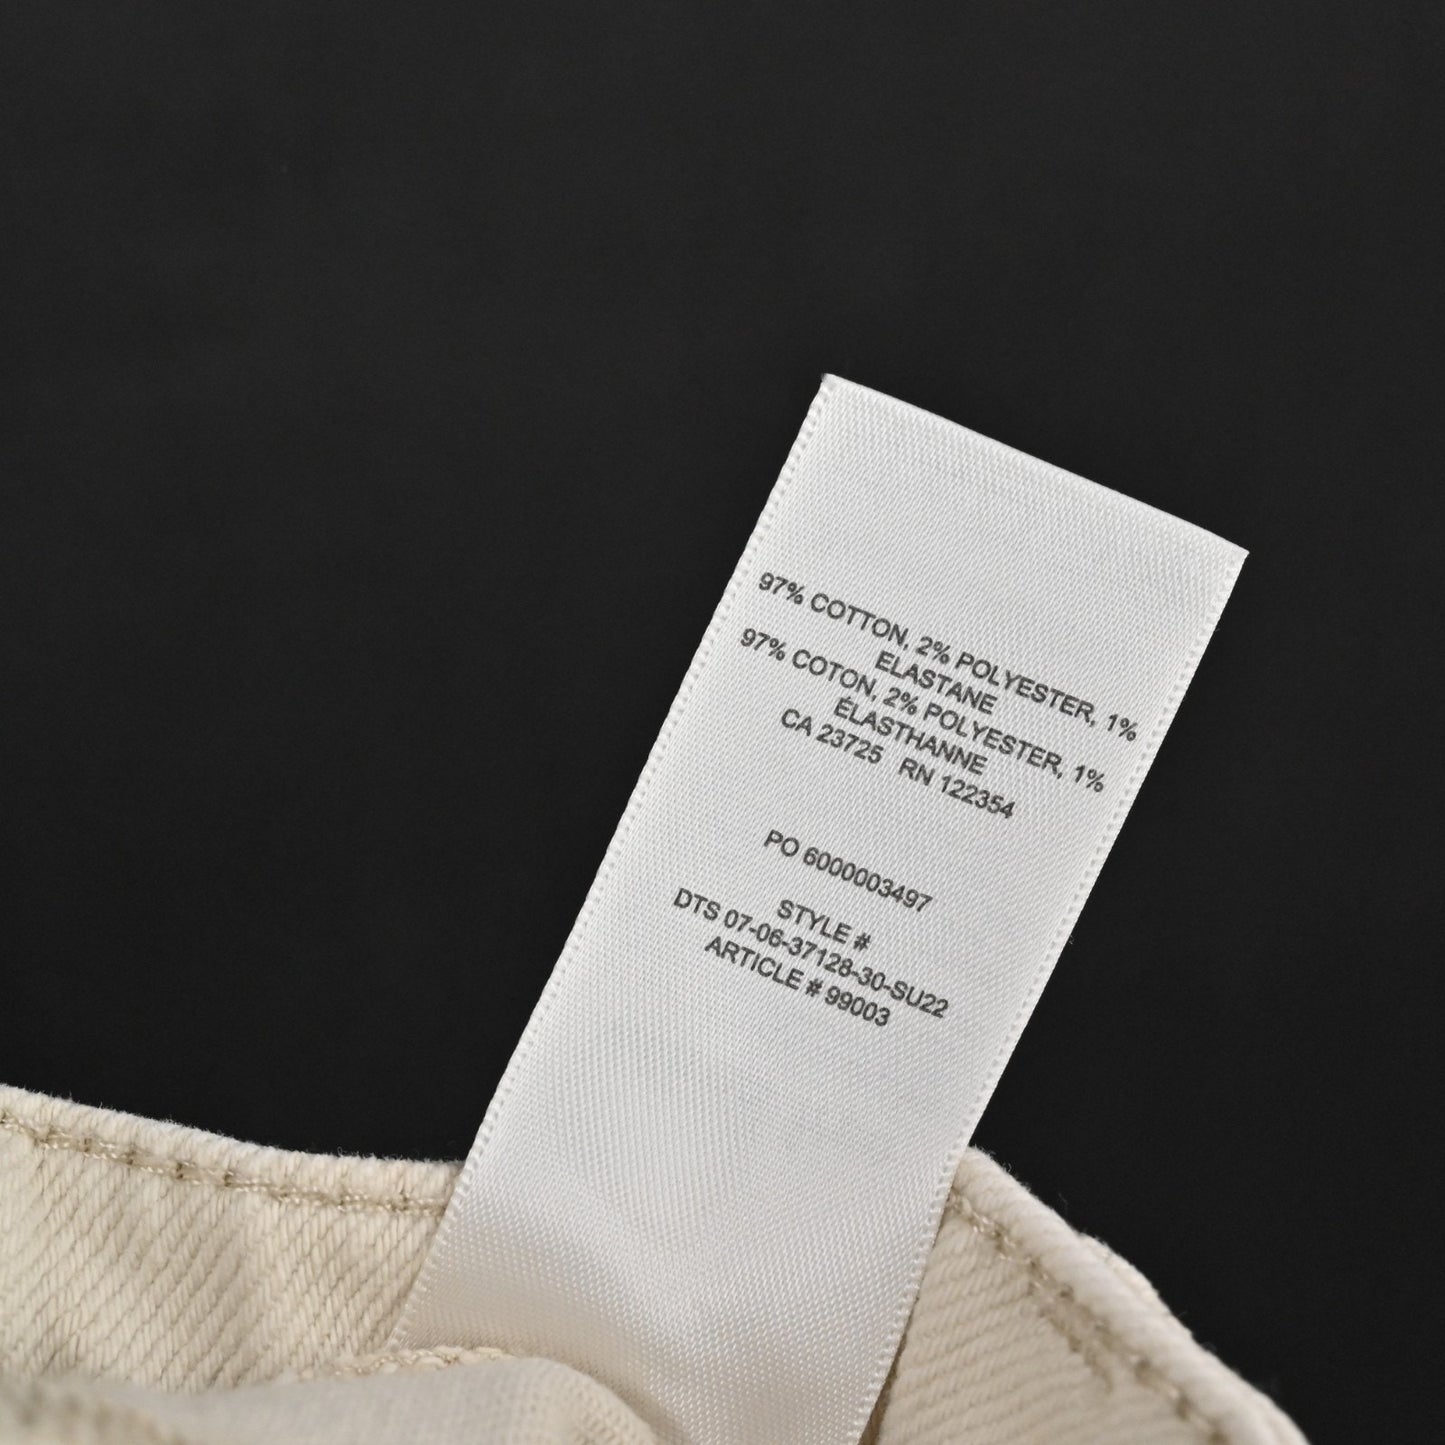 97% COTTON, 2% POLYESTER, 1%
ELASTANE
97% COTON, 2% POLYESTER, 1%
ÉLASTHANNE
CA 23725 RN 122354
PO 6000003497
STYLE #
DTS 07-06-37128-30-SU22
ARTICLE # 99003